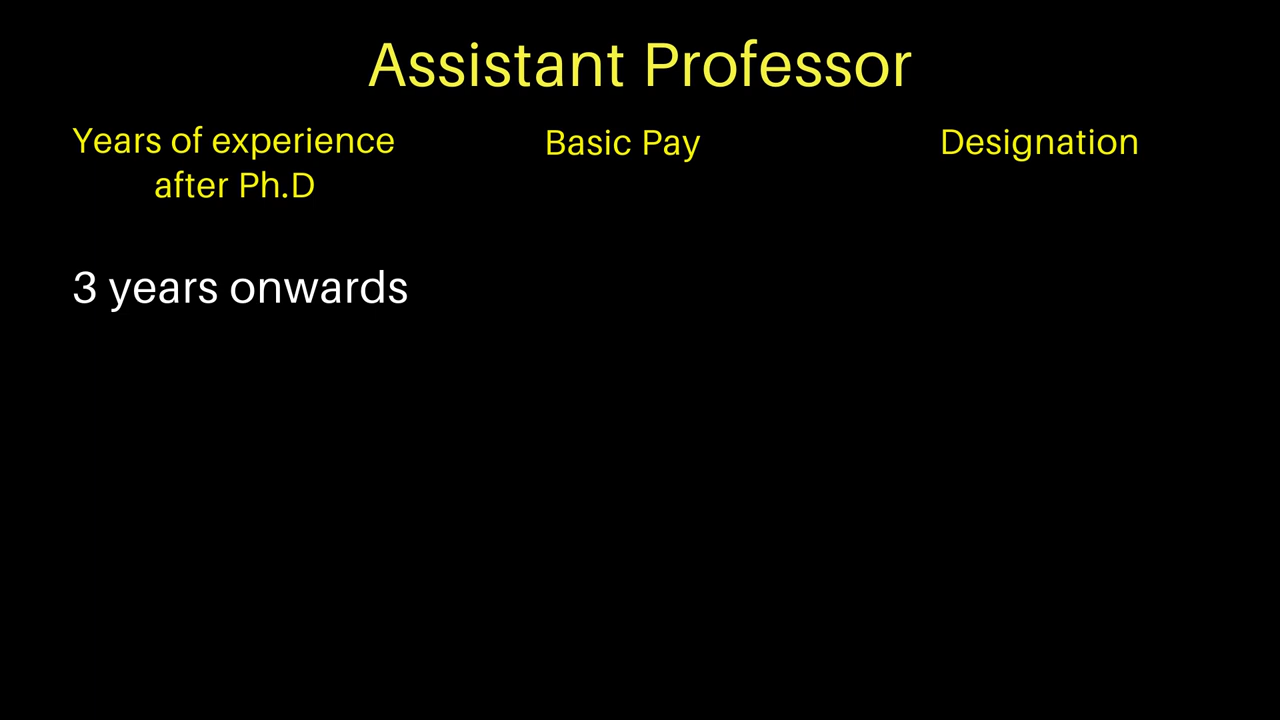 Assistant Professor
Years of experience
after Ph.D
Basic Pay
Designation
3 years onwards